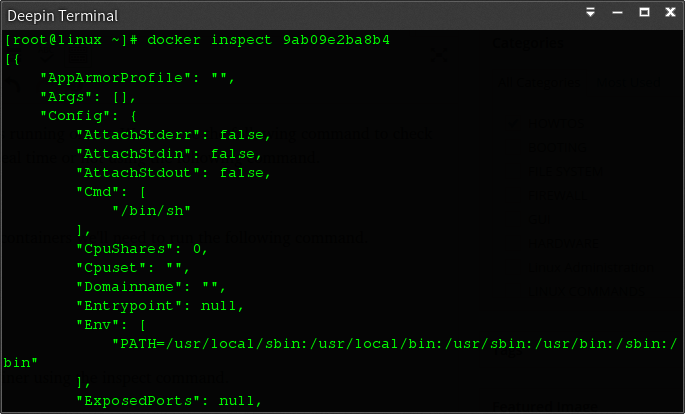 Deepin Terminal
[root@linux ~]# docker inspect 9ab09e2ba8b4
[{
    "AppArmorProfile": "",
    "Args": [],
    "Config": {
        "AttachStderr": false,
        "AttachStdin": false,
        "AttachStdout": false,
        "Cmd": [
            "/bin/sh"
        ],
        "CpuShares": 0,
        "Cpuset": "",
        "Domainname": "",
        "Entrypoint": null,
        "Env": [
            "PATH=/usr/local/sbin:/usr/local/bin:/usr/sbin:/usr/bin:/sbin:/
bin"
        ],
        "ExposedPorts": null,